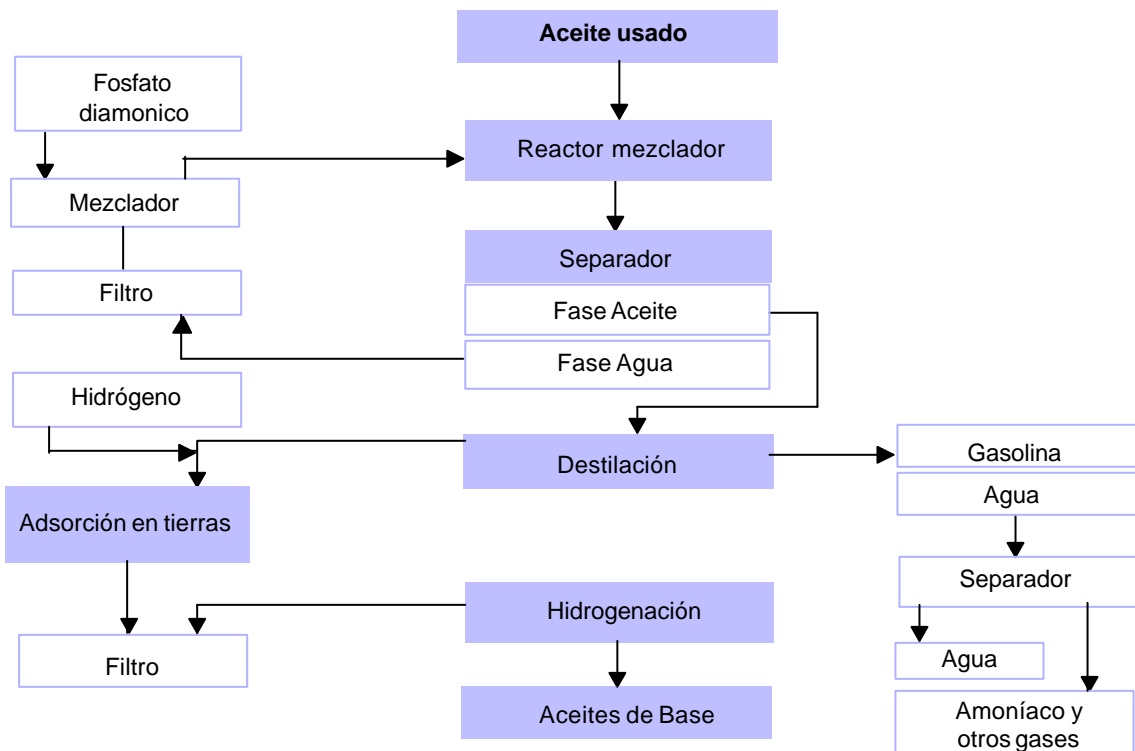 Aceite usado
Fosfato
diamonico
Reactor mezclador
Mezclador
Separador
Filtro
Fase Aceite
Fase Agua
Hidrógeno
Destilación
Gasolina
Agua
Adsorción en tierras
Separador
Hidrogenación
Filtro
Agua
Aceites de Base
Amoníaco y
otros gases